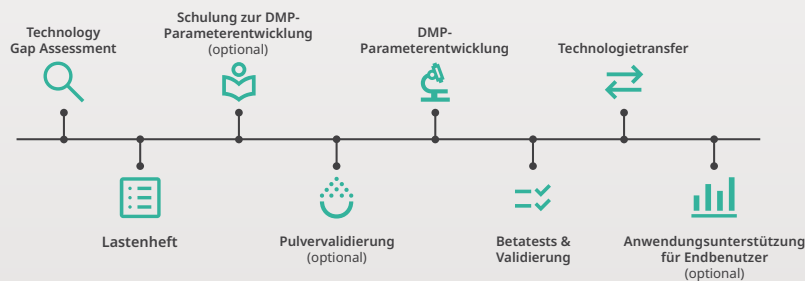 Technology
Gap Assessment
Lastenheft
Schulung zur DMP-
Parameterentwicklung
(optional)
Pulvervalidierung
(optional)
DMP-
Parameterentwicklung
Betatests &
Validierung
Technologietransfer
Anwendungsunterstützung
für Endbenutzer
(optional)